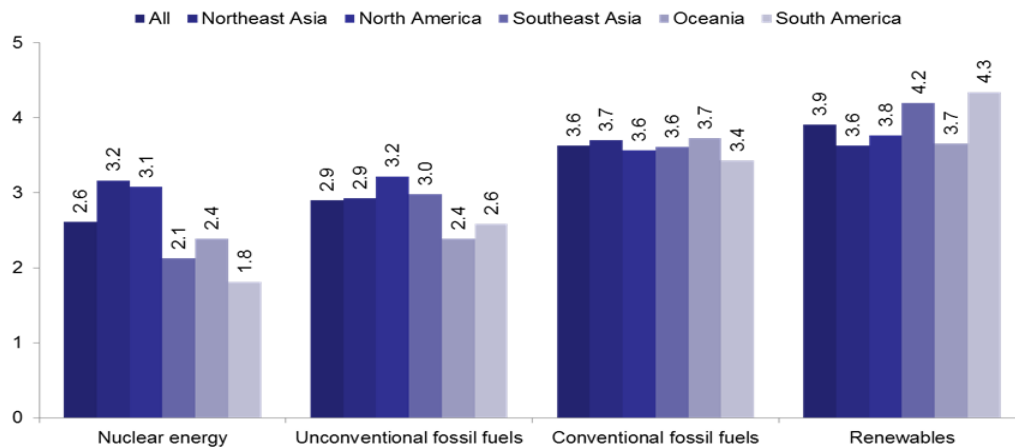 All Northeast Asia North America Southeast Asia Oceania South America
5
4
3
2
1
0
2.6 3.2 3.1 2.1 2.4 1.8
2.9 2.9 3.2 3.0 2.4 2.6
3.6 3.7 3.6 3.6 3.7 3.4
3.9 3.6 3.8 4.2 3.7 4.3
Nuclear energy Unconventional fossil fuels Conventional fossil fuels Renewables